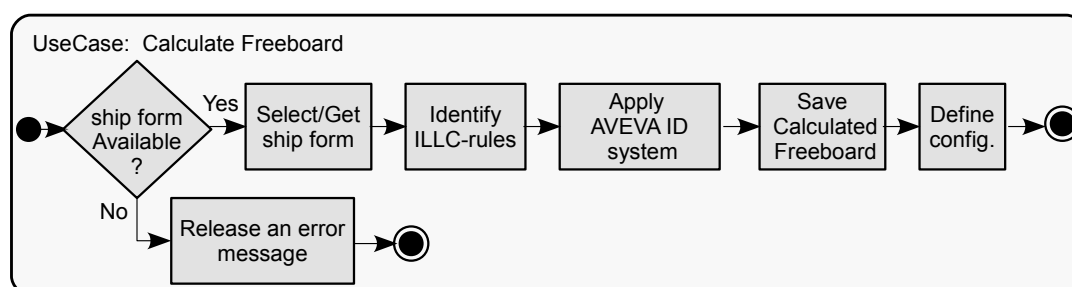 UseCase: Calculate Freeboard
ship form
Available
?
Yes
Select/Get
ship form
Identify
ILLC-rules
Apply
AVEVA ID
system
Save
Calculated
Freeboard
Define
config.
No
Release an error
message